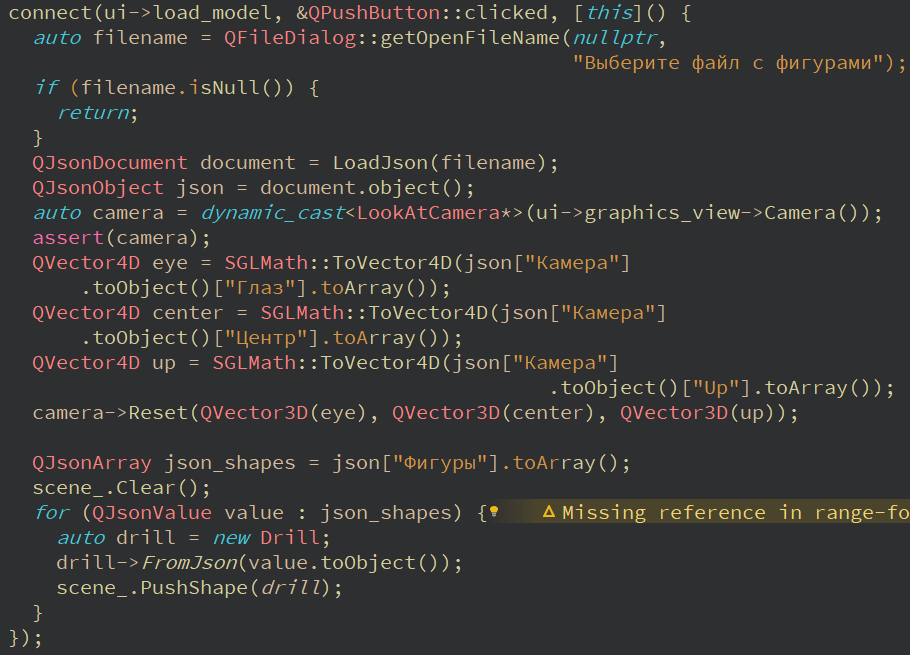 connect(ui->load_model, &QPushButton::clicked, [this]() {
  auto filename = QFileDialog::getOpenFileName(nullptr,
                                               "Выберите файл с фигурами");
  if (filename.isNull()) {
    return;
  }
  QJsonDocument document = LoadJson(filename);
  QJsonObject json = document.object();
  auto camera = dynamic_cast<LookAtCamera*>(ui->graphics_view->Camera());
  assert(camera);
  QVector4D eye = SGLMath::ToVector4D(json["Камера"]
      .toObject()["Глаз"].toArray());
  QVector4D center = SGLMath::ToVector4D(json["Камера"]
      .toObject()["Центр"].toArray());
  QVector4D up = SGLMath::ToVector4D(json["Камера"]
                                             .toObject()["Up"].toArray());
  camera->Reset(QVector3D(eye), QVector3D(center), QVector3D(up));

  QJsonArray json_shapes = json["Фигуры"].toArray();
  scene_.Clear();
  for (QJsonValue value : json_shapes) { Missing reference in range-fo
    auto drill = new Drill;
    drill->FromJson(value.toObject());
    scene_.PushShape(drill);
  }
});